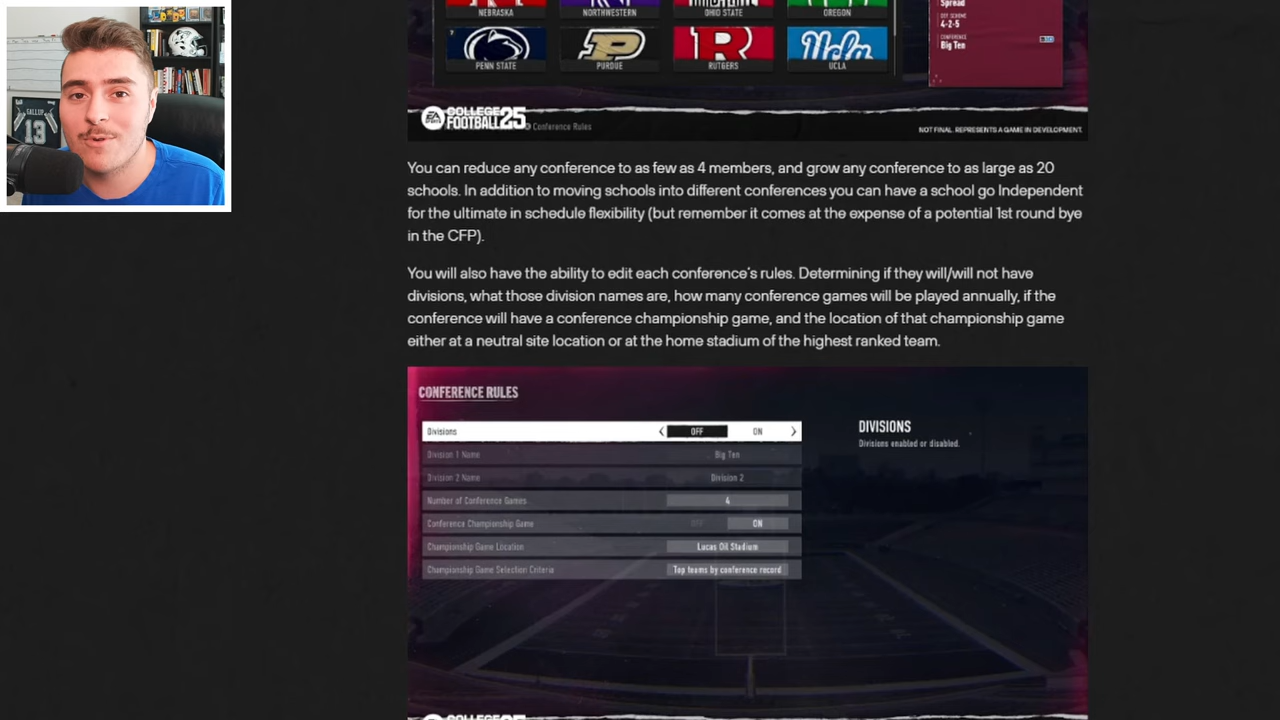 NEBRASKA NORTHWESTERN OHIO STATE OREGON
Spread
4-2-5
CONFERENCE
Big Ten
7
PENN STATE PURDUE RUTGERS UCLA
EA SPORTS COLLEGE FOOTBALL 25
Conference Rules
NOT FINAL. REPRESENTS A GAME IN DEVELOPMENT.
GALLUP
13
You can reduce any conference to as few as 4 members, and grow any conference to as large as 20
schools. In addition to moving schools into different conferences you can have a school go Independent
for the ultimate in schedule flexibility (but remember it comes at the expense of a potential 1st round bye
in the CFP).
You will also have the ability to edit each conference's rules. Determining if they will/will not have
divisions, what those division names are, how many conference games will be played annually, if the
conference will have a conference championship game, and the location of that championship game
either at a neutral site location or at the home stadium of the highest ranked team.
CONFERENCE RULES
Divisions OFF ON
Division 1 Name Big Ten
Division 2 Name Division 2
Number of Conference Games 4
Conference Championship Game OFF ON
Championship Game Location Lucas Oil Stadium
Championship Game Selection Criteria Top teams by conference record
DIVISIONS
Divisions enabled or disabled.
COLLEGE